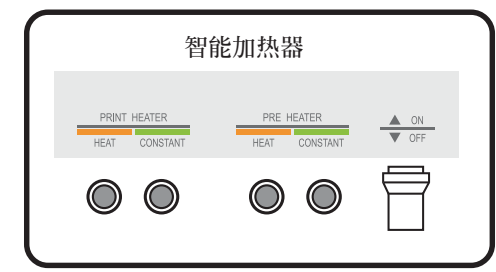 智能加热器
PRINT HEATER
HEAT CONSTANT
PRE HEATER
HEAT CONSTANT
▲ ON
▼ OFF